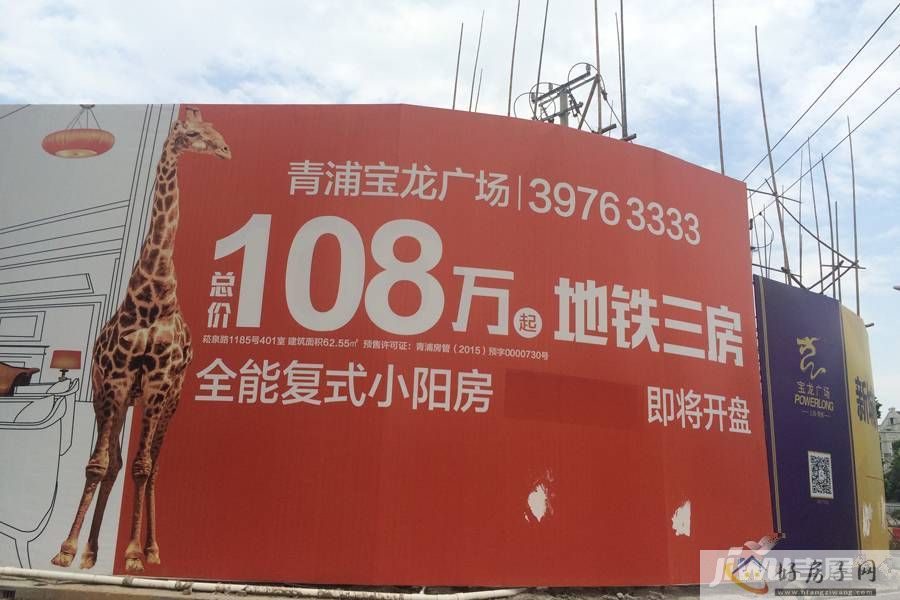 青浦宝龙广场|39763333
总价108万起 地铁三房
菘泉路1185号401室 建筑面积62.55㎡ 预售许可证：青浦房管（2015）预字0000730号
全能复式小阳房
即将开盘
宝龙广场
POWERLONG
好房子网
www.hfangziwang.com